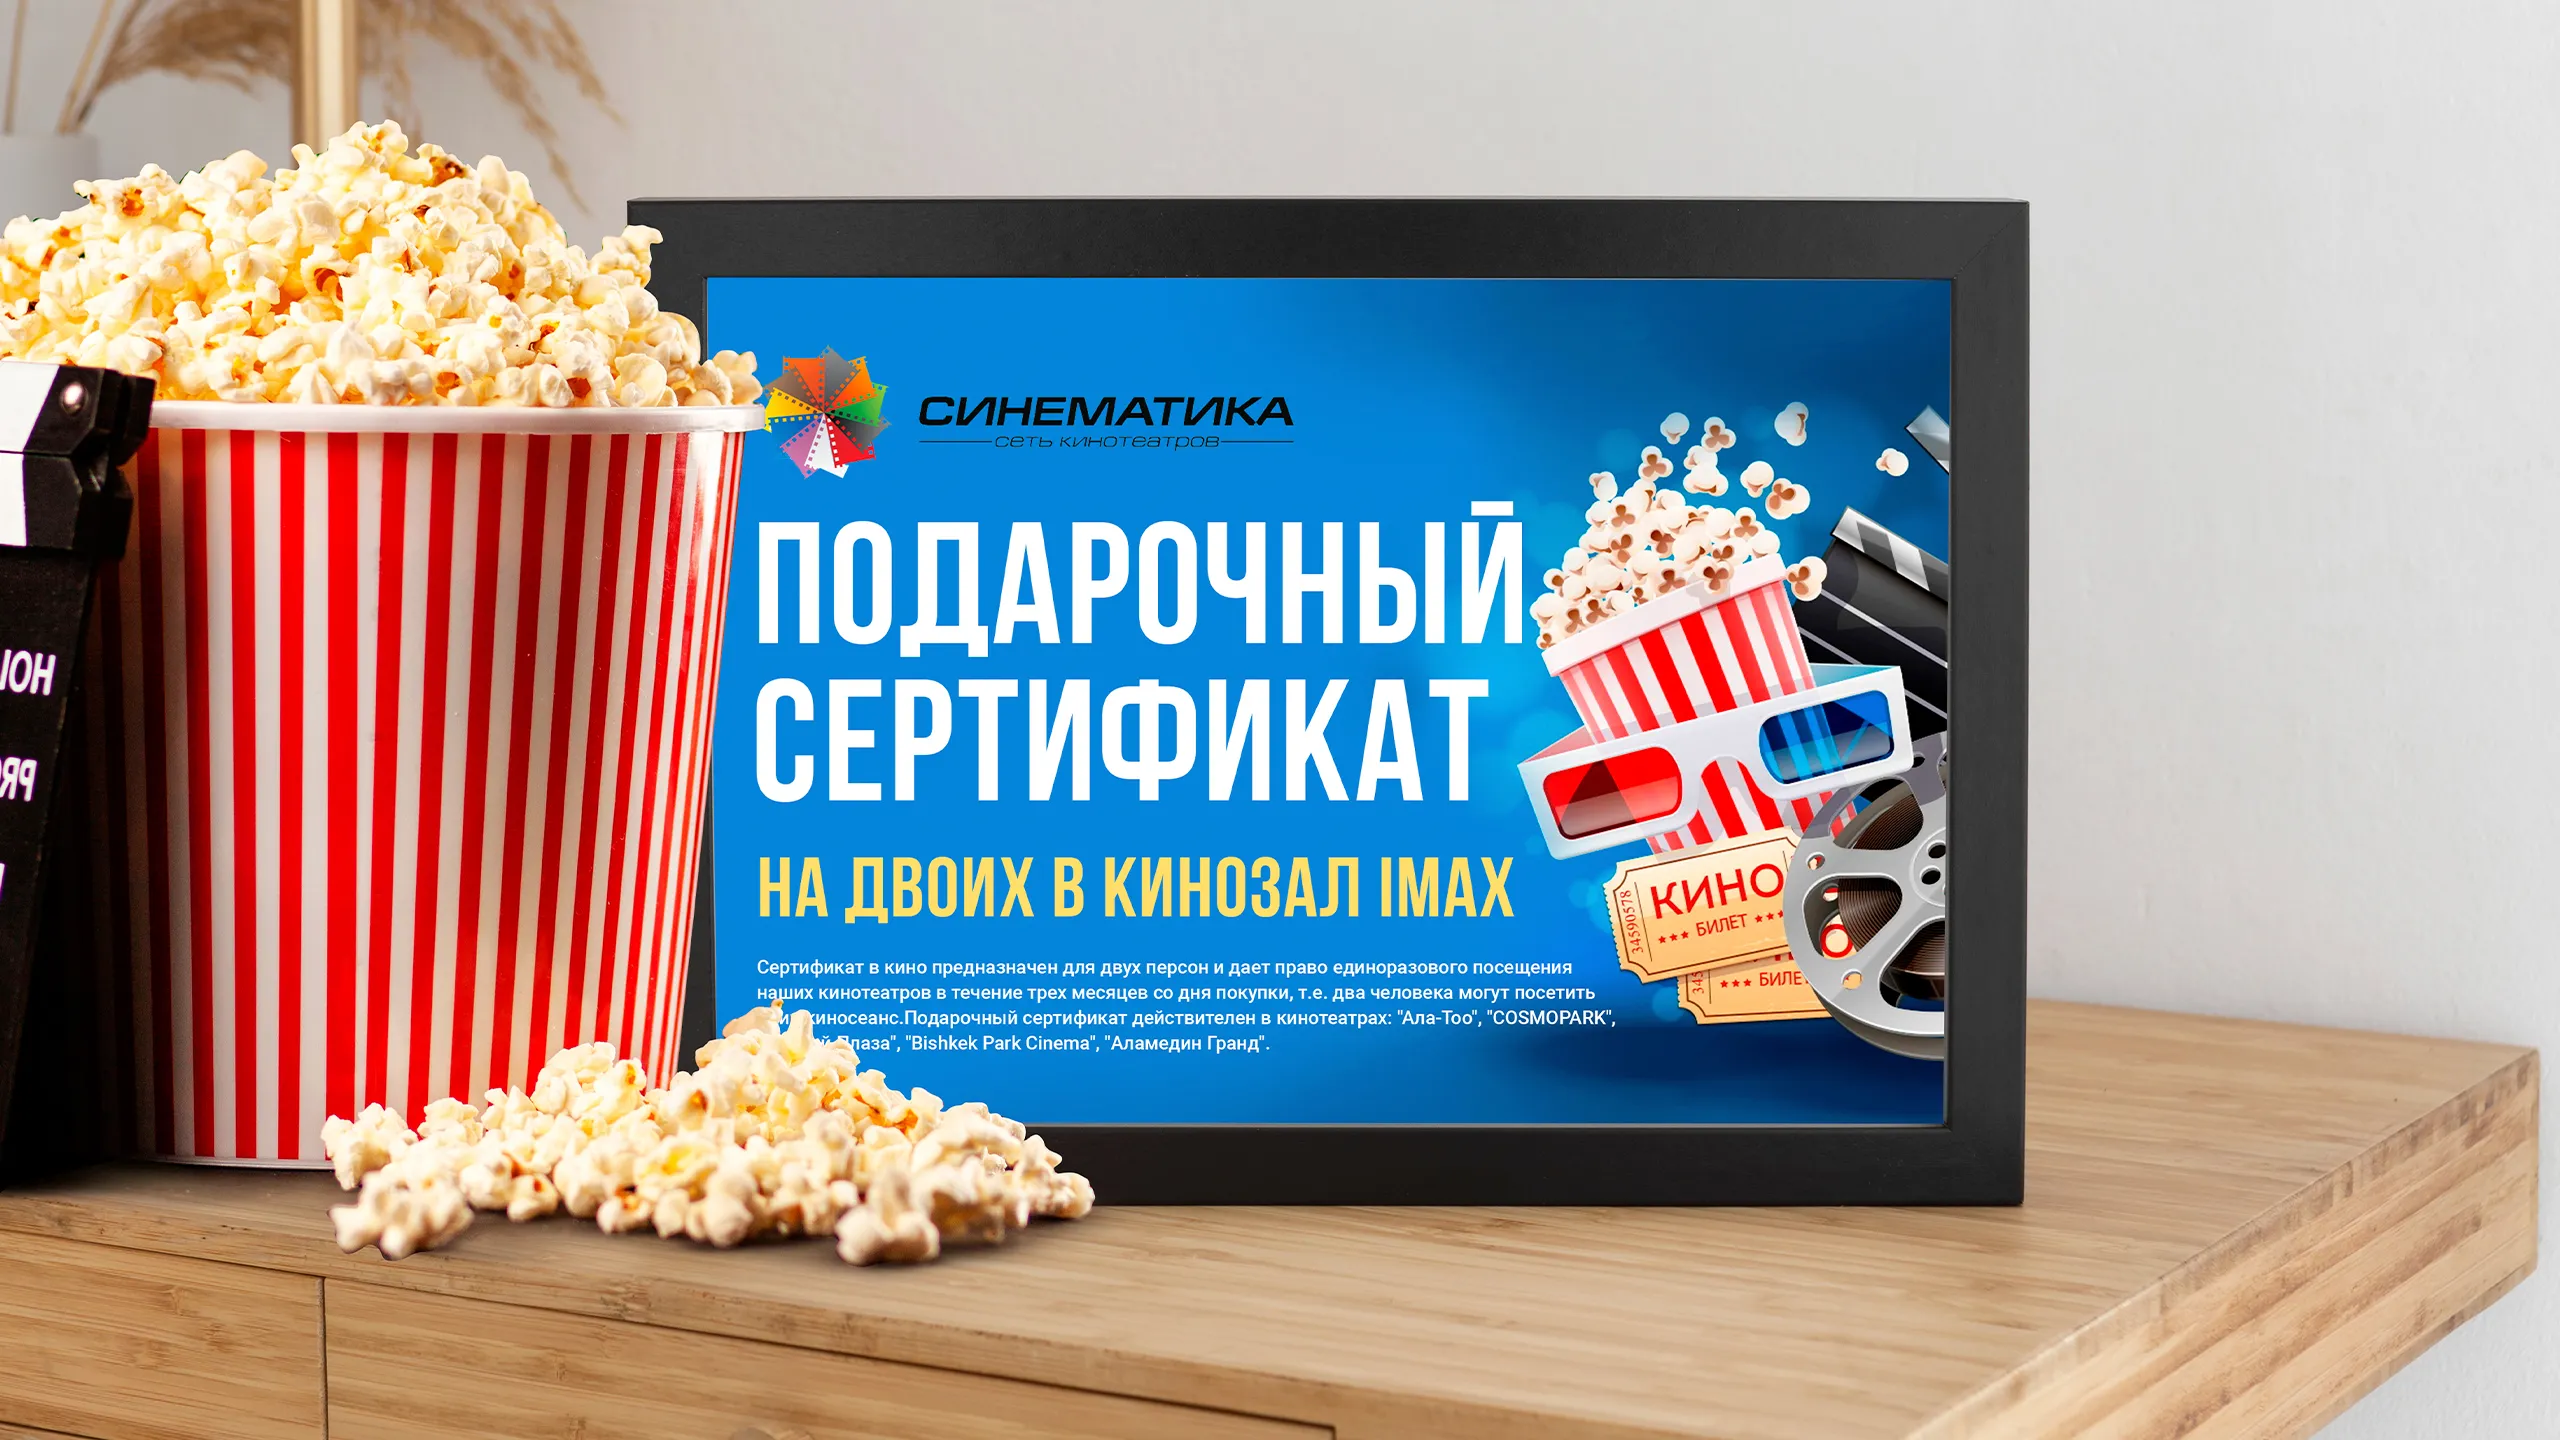 СИНЕМАТИКА
сеть кинотеатров
ПОДАРОЧНЫЙ
СЕРТИФИКАТ
НА ДВОИХ В КИНОЗАЛ IMAX
Сертификат в кино предназначен для двух персон и дает право единоразового посещения
наших кинотеатров в течение трех месяцев со дня покупки, т.е. два человека могут посетить
киносеанс.Подарочный сертификат действителен в кинотеатрах: "Ала-Тоо", "COSMOPARK",
Плаза", "Bishkek Park Cinema", "Аламедин Гранд".
КИНО
БИЛЕТ
34590578